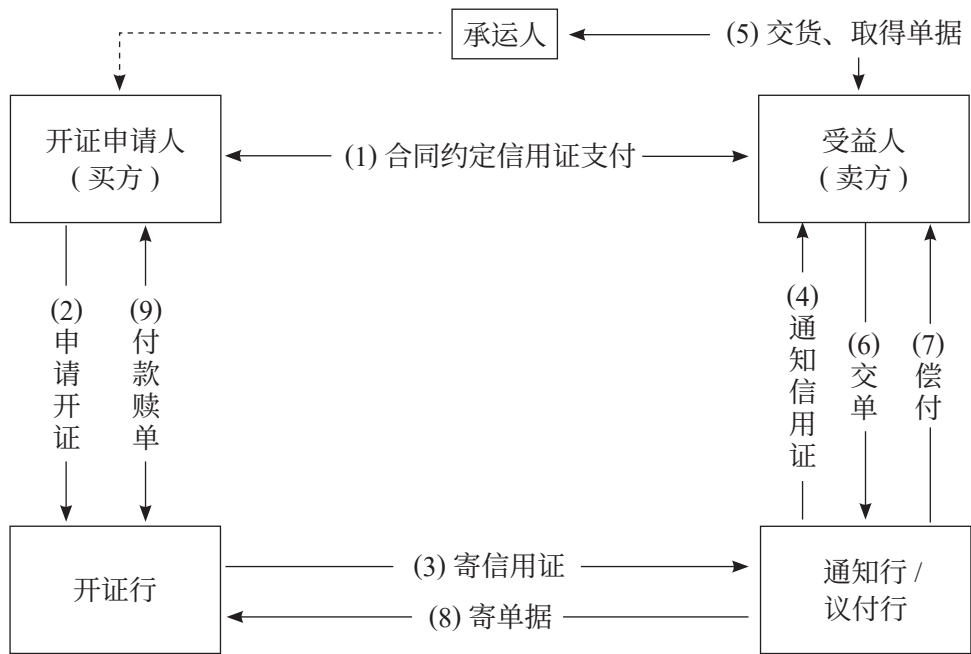 承运人
(5) 交货、取得单据
开证申请人
( 买方 )
(1) 合同约定信用证支付
受益人
( 卖方 )
(2)申请开证
(9)付款赎单
(4)通知信用证
(6)交单
(7)偿付
开证行
(3) 寄信用证
(8) 寄单据
通知行 /
议付行